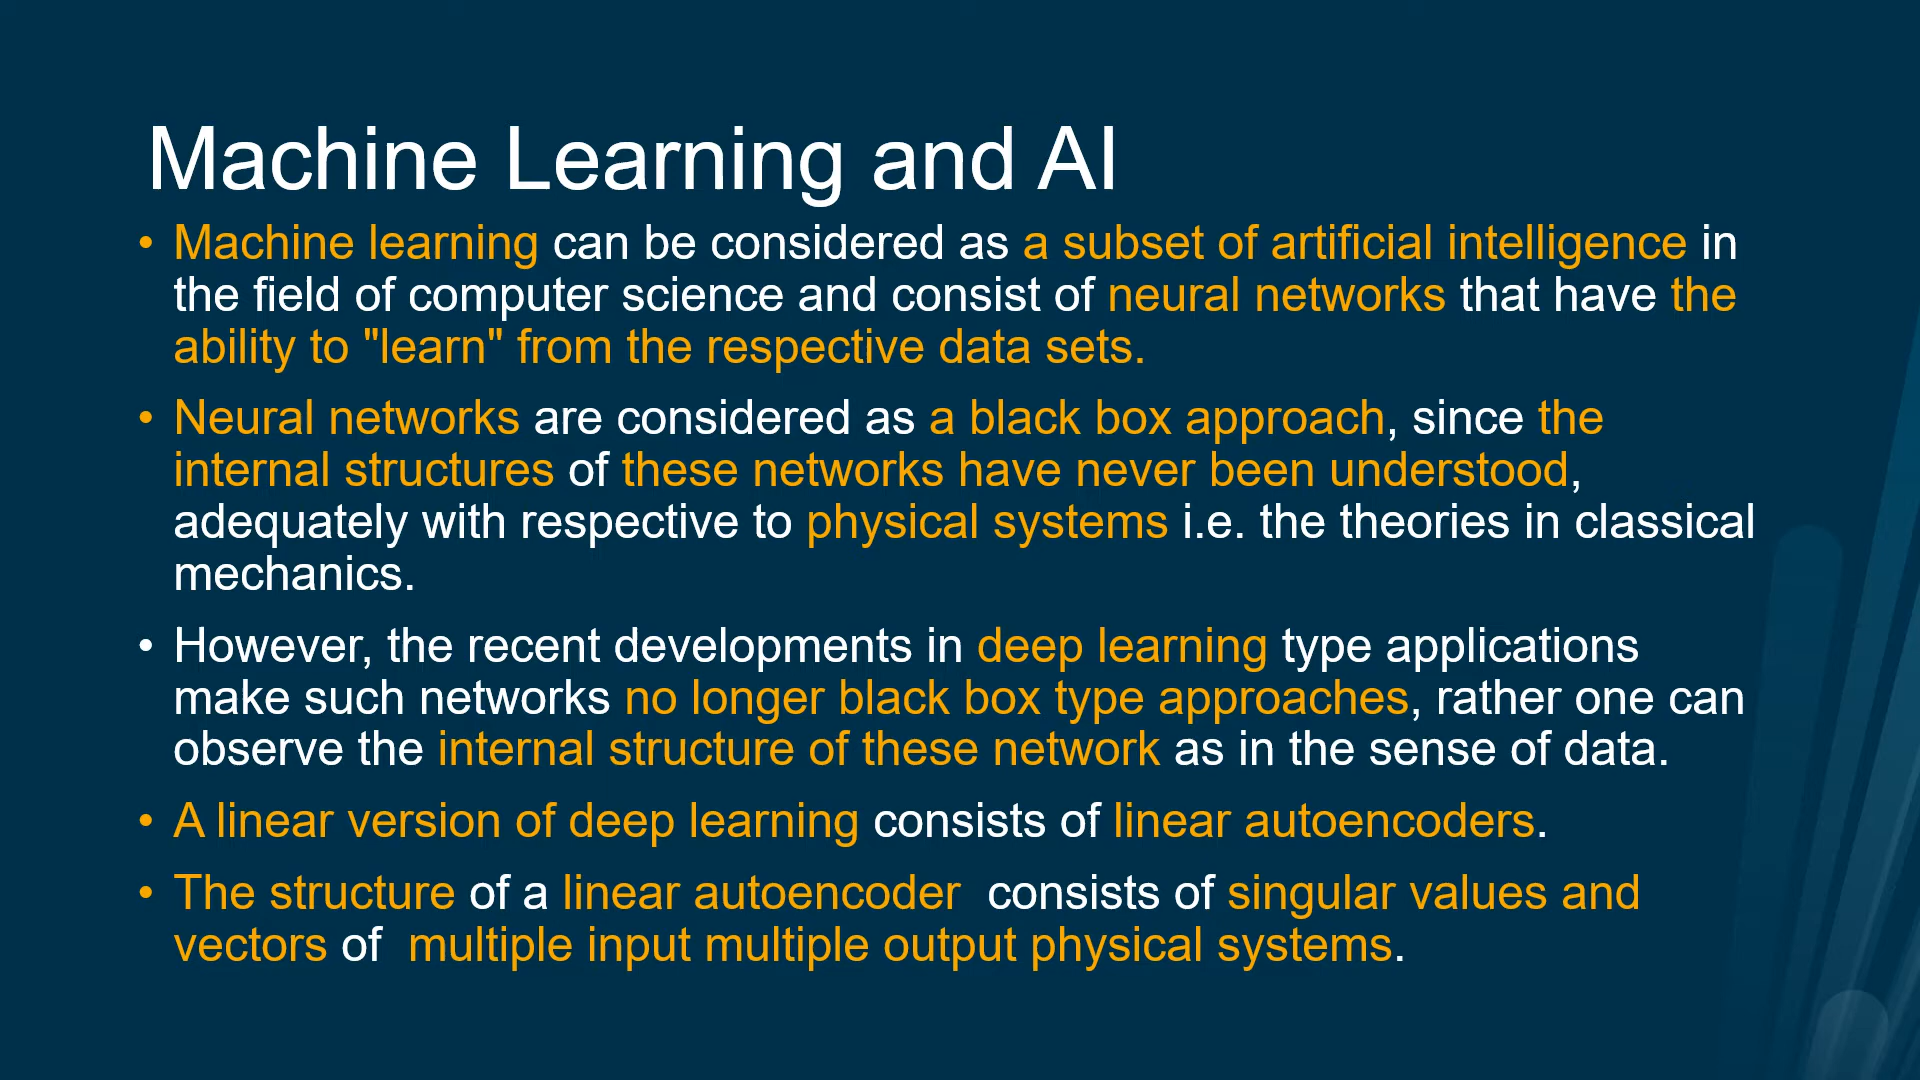 Machine Learning and AI
• Machine learning can be considered as a subset of artificial intelligence in
the field of computer science and consist of neural networks that have the
ability to "learn" from the respective data sets.
• Neural networks are considered as a black box approach, since the
internal structures of these networks have never been understood,
adequately with respective to physical systems i.e. the theories in classical
mechanics.
• However, the recent developments in deep learning type applications
make such networks no longer black box type approaches, rather one can
observe the internal structure of these network as in the sense of data.
• A linear version of deep learning consists of linear autoencoders.
• The structure of a linear autoencoder  consists of singular values and
vectors of  multiple input multiple output physical systems.